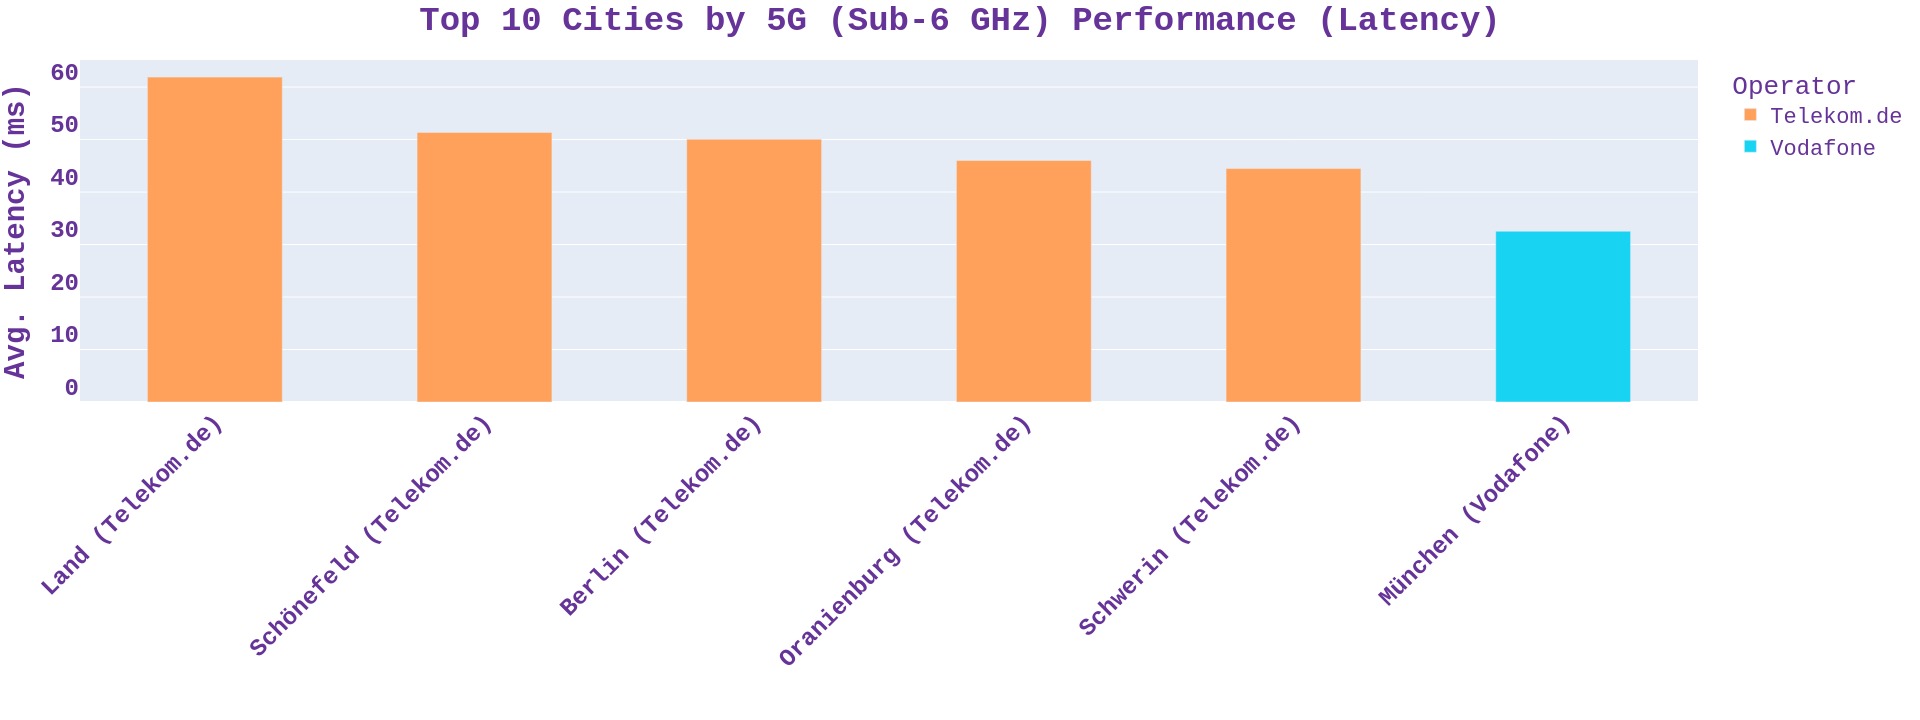 Top 10 Cities by 5G (Sub-6 GHz) Performance (Latency)
Avg. Latency (ms)
60
50
40
30
20
10
0
Land (Telekom.de)
Schönefeld (Telekom.de)
Berlin (Telekom.de)
Oranienburg (Telekom.de)
Schwerin (Telekom.de)
München (Vodafone)
Operator
Telekom.de
Vodafone